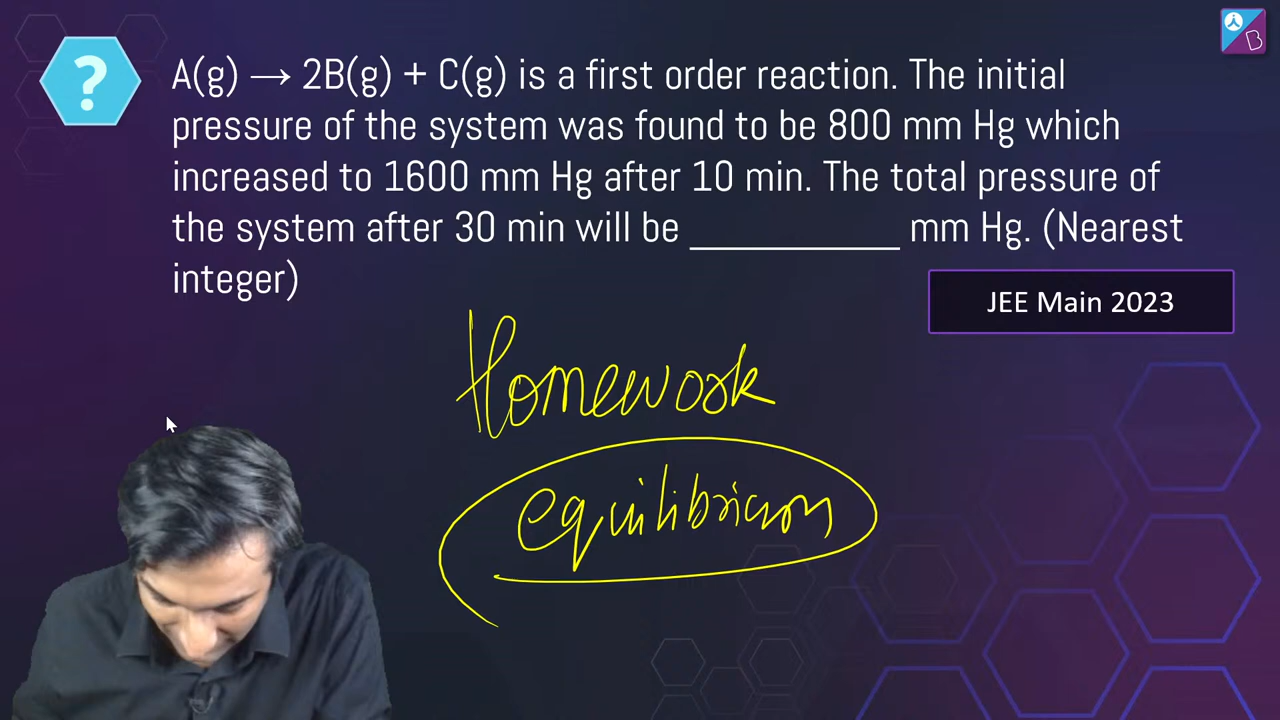 ?
A(g) → 2B(g) + C(g) is a first order reaction. The initial
pressure of the system was found to be 800 mm Hg which
increased to 1600 mm Hg after 10 min. The total pressure of
the system after 30 min will be __________ mm Hg. (Nearest
integer)
JEE Main 2023
Homework
equilibrium
B